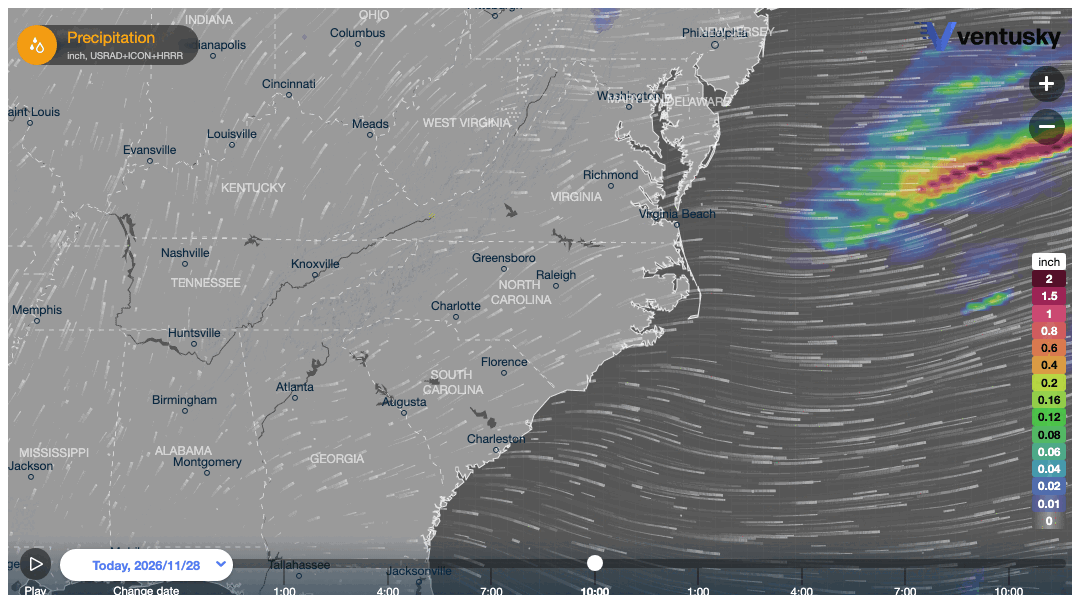 INDIANA
OHIO
Precipitation
inch, USRAD+ICON+HRRR
ianapolis
Columbus
Philadelphia
NEW JERSEY
ventusky
Cincinnati
Washington
MARYLAND
DELAWARE
aint Louis
Meads
WEST VIRGINIA
Louisville
Evansville
KENTUCKY
Richmond
VIRGINIA
Virginia Beach
Nashville
Knoxville
Greensboro
Raleigh
TENNESSEE
NORTH
CAROLINA
Memphis
Charlotte
Huntsville
Florence
SOUTH
CAROLINA
Atlanta
Birmingham
Augusta
Charleston
MISSISSIPPI
ALABAMA
GEORGIA
Jackson
Montgomery
inch
2
1.5
1
0.8
0.6
0.4
0.2
0.16
0.12
0.08
0.06
0.04
0.02
0.01
0
Today, 2026/11/28
Tallahassee
Jacksonville
Play
Change date
1:00
4:00
7:00
10:00
1:00
4:00
7:00
10:00